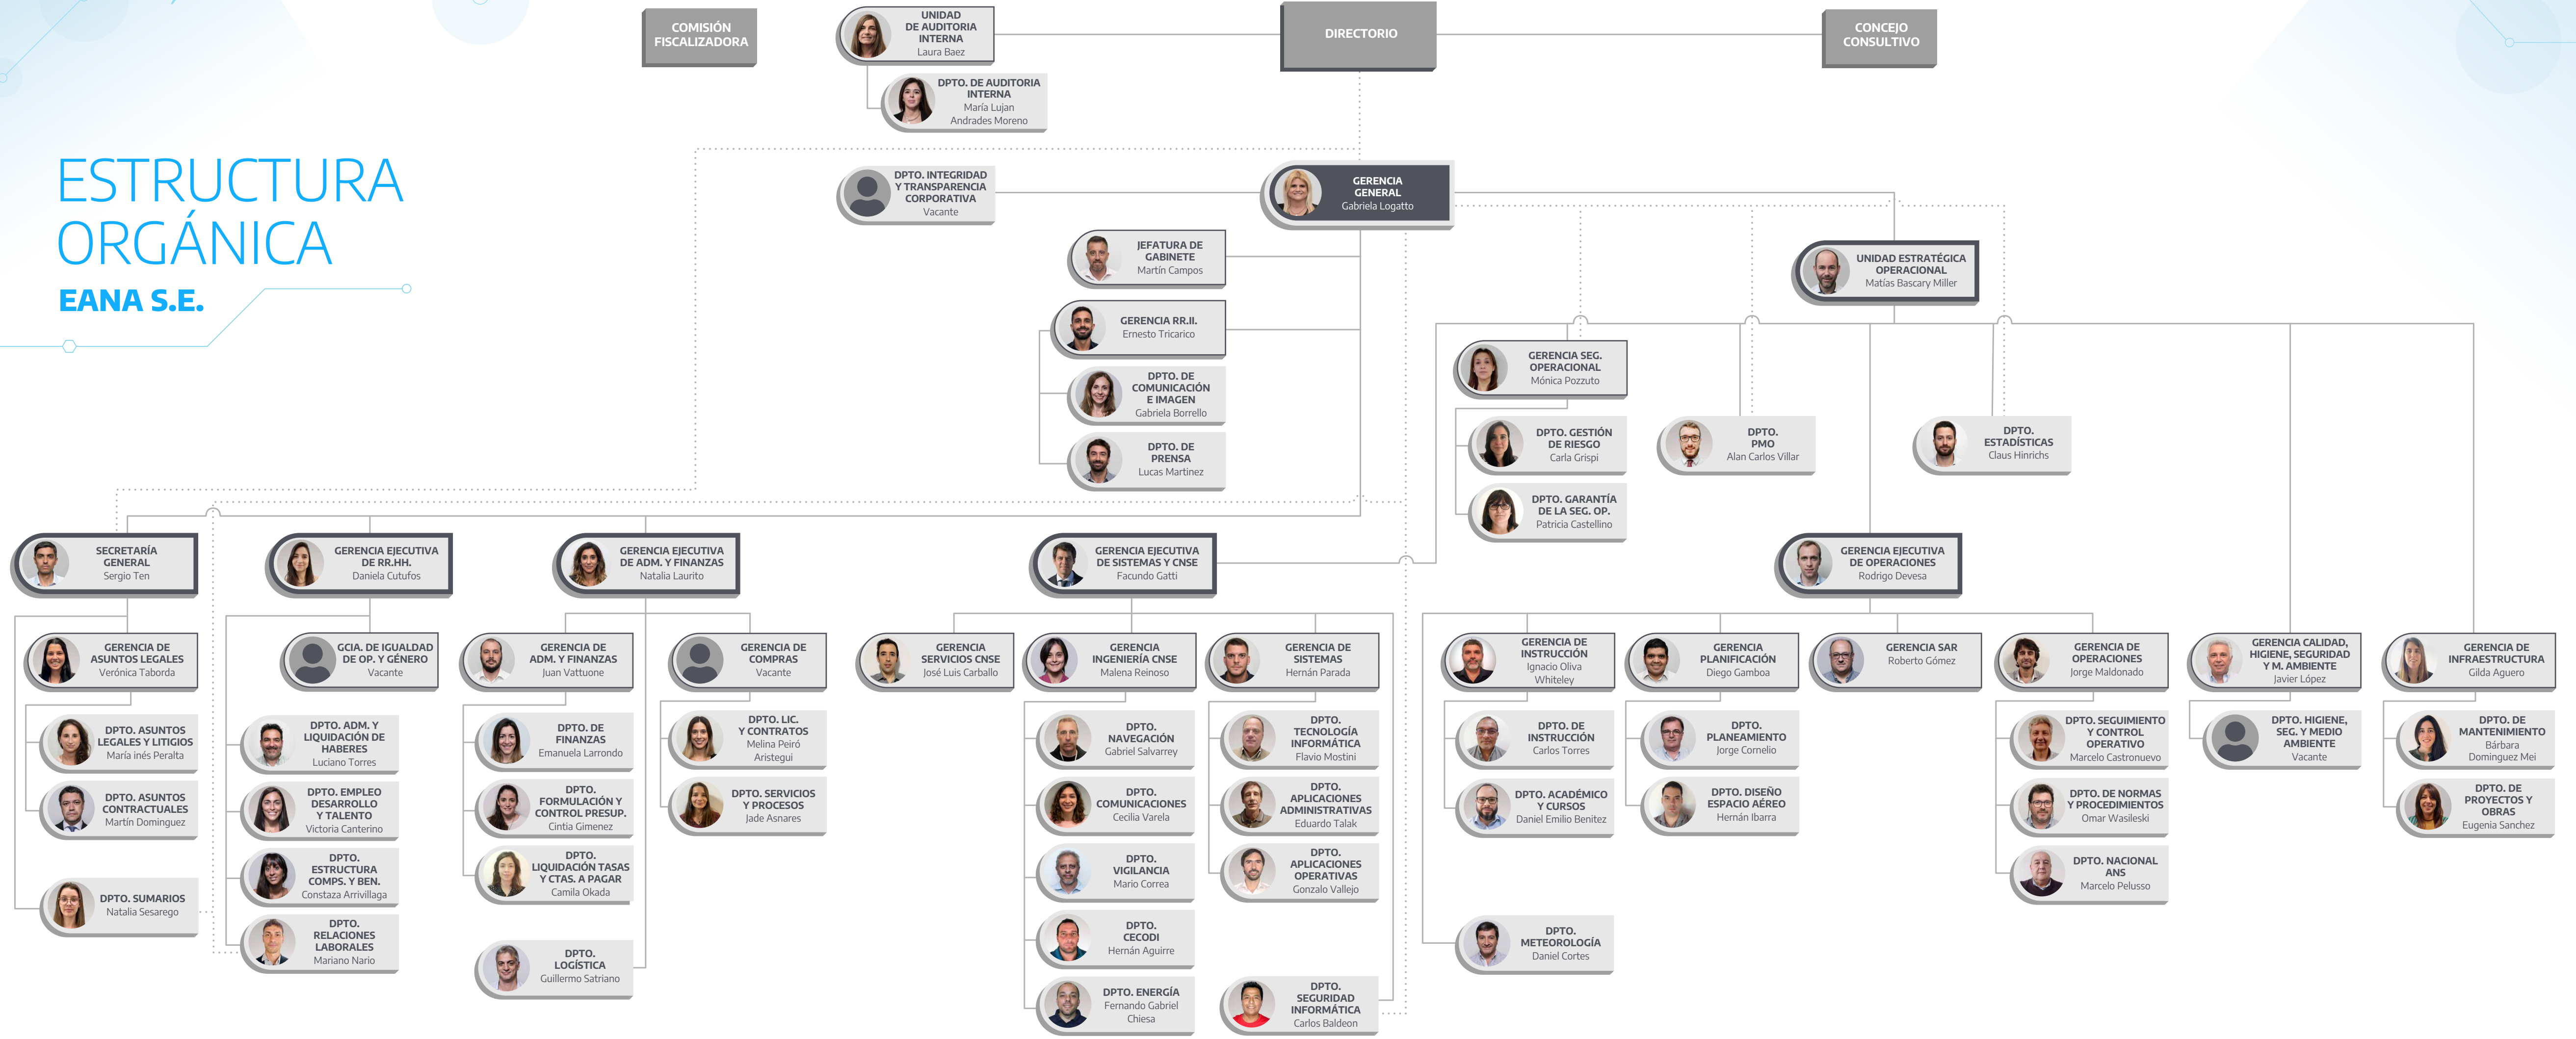 COMISIÓN
FISCALIZADORA
UNIDAD
DE AUDITORIA
INTERNA
Laura Baez
DIRECTORIO
CONCEJO
CONSULTIVO
DPTO. DE AUDITORIA
INTERNA
María Lujan
Andrades Moreno
ESTRUCTURA
ORGÁNICA
EANA S.E.
DPTO. INTEGRIDAD
Y TRANSPARENCIA
CORPORATIVA
Vacante
GERENCIA
GENERAL
Gabriela Logatto
JEFATURA DE
GABINETE
Martín Campos
UNIDAD ESTRATÉGICA
OPERACIONAL
Matías Bascary Miller
GERENCIA RR.II.
Ernesto Tricarico
DPTO. DE
COMUNICACIÓN
E IMAGEN
Gabriela Borrello
DPTO. DE
PRENSA
Lucas Martinez
GERENCIA SEG.
OPERACIONAL
Mónica Pozzuto
DPTO. GESTIÓN
DE RIESGO
Carla Grispi
DPTO. GARANTÍA
DE LA SEG. OP.
Patricia Castellino
DPTO.
PMO
Alan Carlos Villar
DPTO.
ESTADÍSTICAS
Claus Hinrichs
SECRETARÍA
GENERAL
Sergio Ten
GERENCIA EJECUTIVA
DE RR.HH.
Daniela Cutufos
GERENCIA EJECUTIVA
DE ADM. Y FINANZAS
Natalia Laurito
GERENCIA EJECUTIVA
DE SISTEMAS Y CNSE
Facundo Gatti
GERENCIA EJECUTIVA
DE OPERACIONES
Rodrigo Devesa
GERENCIA DE
ASUNTOS LEGALES
Verónica Taborda
DPTO. ASUNTOS
LEGALES Y LITIGIOS
María inés Peralta
DPTO. ASUNTOS
CONTRACTUALES
Martín Dominguez
DPTO. SUMARIOS
Natalia Sesarego
GCIA. DE IGUALDAD
DE OP. Y GÉNERO
Vacante
DPTO. ADM. Y
LIQUIDACIÓN DE
HABERES
Luciano Torres
DPTO. EMPLEO
DESARROLLO
Y TALENTO
Victoria Canterino
DPTO.
ESTRUCTURA
COMPS. Y BEN.
Constaza Arrivillaga
DPTO.
RELACIONES
LABORALES
Mariano Nario
GERENCIA DE
ADM. Y FINANZAS
Juan Vattuone
DPTO. DE
FINANZAS
Emanuela Larrondo
DPTO.
FORMULACIÓN Y
CONTROL PRESUP.
Cintia Gimenez
DPTO.
LIQUIDACIÓN TASAS
Y CTAS. A PAGAR
Camila Okada
DPTO.
LOGÍSTICA
Guillermo Satriano
GERENCIA DE
COMPRAS
Vacante
DPTO. LIC.
Y CONTRATOS
Melina Peiró
Aristegui
DPTO. SERVICIOS
Y PROCESOS
Jade Asnares
GERENCIA
SERVICIOS CNSE
José Luis Carballo
GERENCIA
INGENIERÍA CNSE
Malena Reinoso
DPTO.
NAVEGACIÓN
Gabriel Salvarrey
DPTO.
COMUNICACIONES
Cecilia Varela
DPTO.
VIGILANCIA
Mario Correa
DPTO.
CECODI
Hernán Aguirre
DPTO. ENERGÍA
Fernando Gabriel
Chiesa
GERENCIA DE
SISTEMAS
Hernán Parada
DPTO.
TECNOLOGÍA
INFORMÁTICA
Flavio Mostini
DPTO.
APLICACIONES
ADMINISTRATIVAS
Eduardo Talak
DPTO.
APLICACIONES
OPERATIVAS
Gonzalo Vallejo
DPTO.
SEGURIDAD
INFORMÁTICA
Carlos Baldeon
GERENCIA DE
INSTRUCCIÓN
Ignacio Oliva
Whiteley
DPTO. DE
INSTRUCCIÓN
Carlos Torres
DPTO. ACADÉMICO
Y CURSOS
Daniel Emilio Benitez
DPTO.
METEOROLOGÍA
Daniel Cortes
GERENCIA
PLANIFICACIÓN
Diego Gamboa
DPTO.
PLANEAMIENTO
Jorge Cornelio
DPTO. DISEÑO
ESPACIO AÉREO
Hernán Ibarra
GERENCIA SAR
Roberto Gómez
GERENCIA DE
OPERACIONES
Jorge Maldonado
DPTO. SEGUIMIENTO
Y CONTROL
OPERATIVO
Marcelo Castronuevo
DPTO. DE NORMAS
Y PROCEDIMIENTOS
Omar Wasileski
DPTO. NACIONAL
ANS
Marcelo Pelusso
GERENCIA CALIDAD,
HIGIENE, SEGURIDAD
Y M. AMBIENTE
Javier López
DPTO. HIGIENE,
SEG. Y MEDIO
AMBIENTE
Vacante
GERENCIA DE
INFRAESTRUCTURA
Gilda Aguero
DPTO. DE
MANTENIMIENTO
Bárbara
Dominguez Mei
DPTO. DE
PROYECTOS Y
OBRAS
Eugenia Sanchez